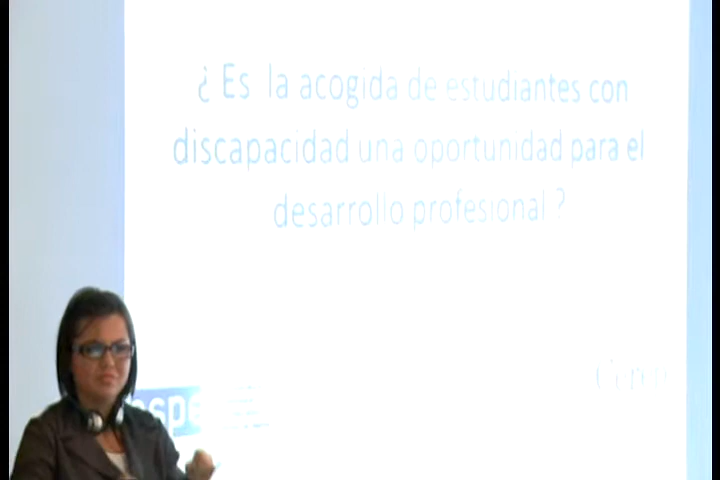 ¿ Es la acogida de estudiantes con
discapacidad una oportunidad para el
desarrollo profesional ?